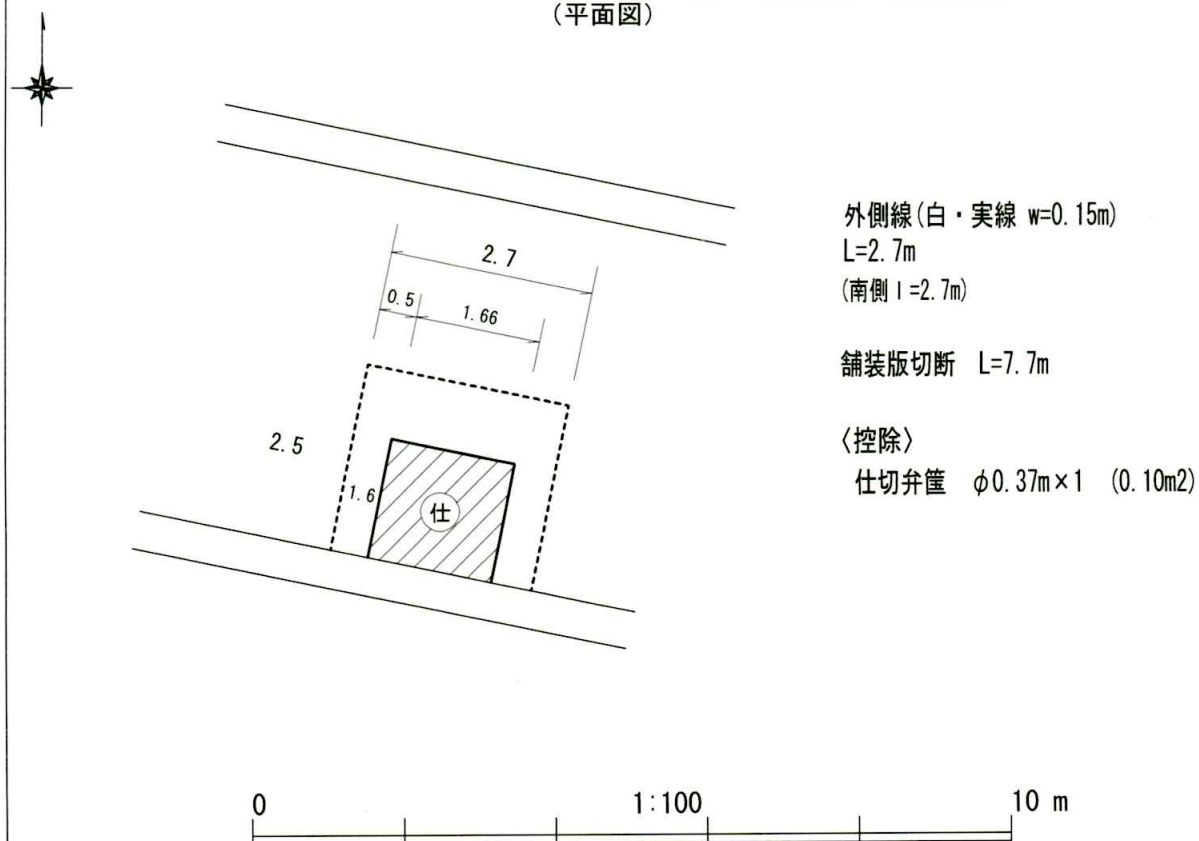 (平面図)
外側線(白・実線 w=0.15m)
L=2.7m
(南側 l=2.7m)
舗装版切断 L=7.7m
〈控除〉
仕切弁筐 φ0.37m×1 (0.10m2)
2.7
0.5
1.66
2.5
1.6
仕
0 1:100 10 m